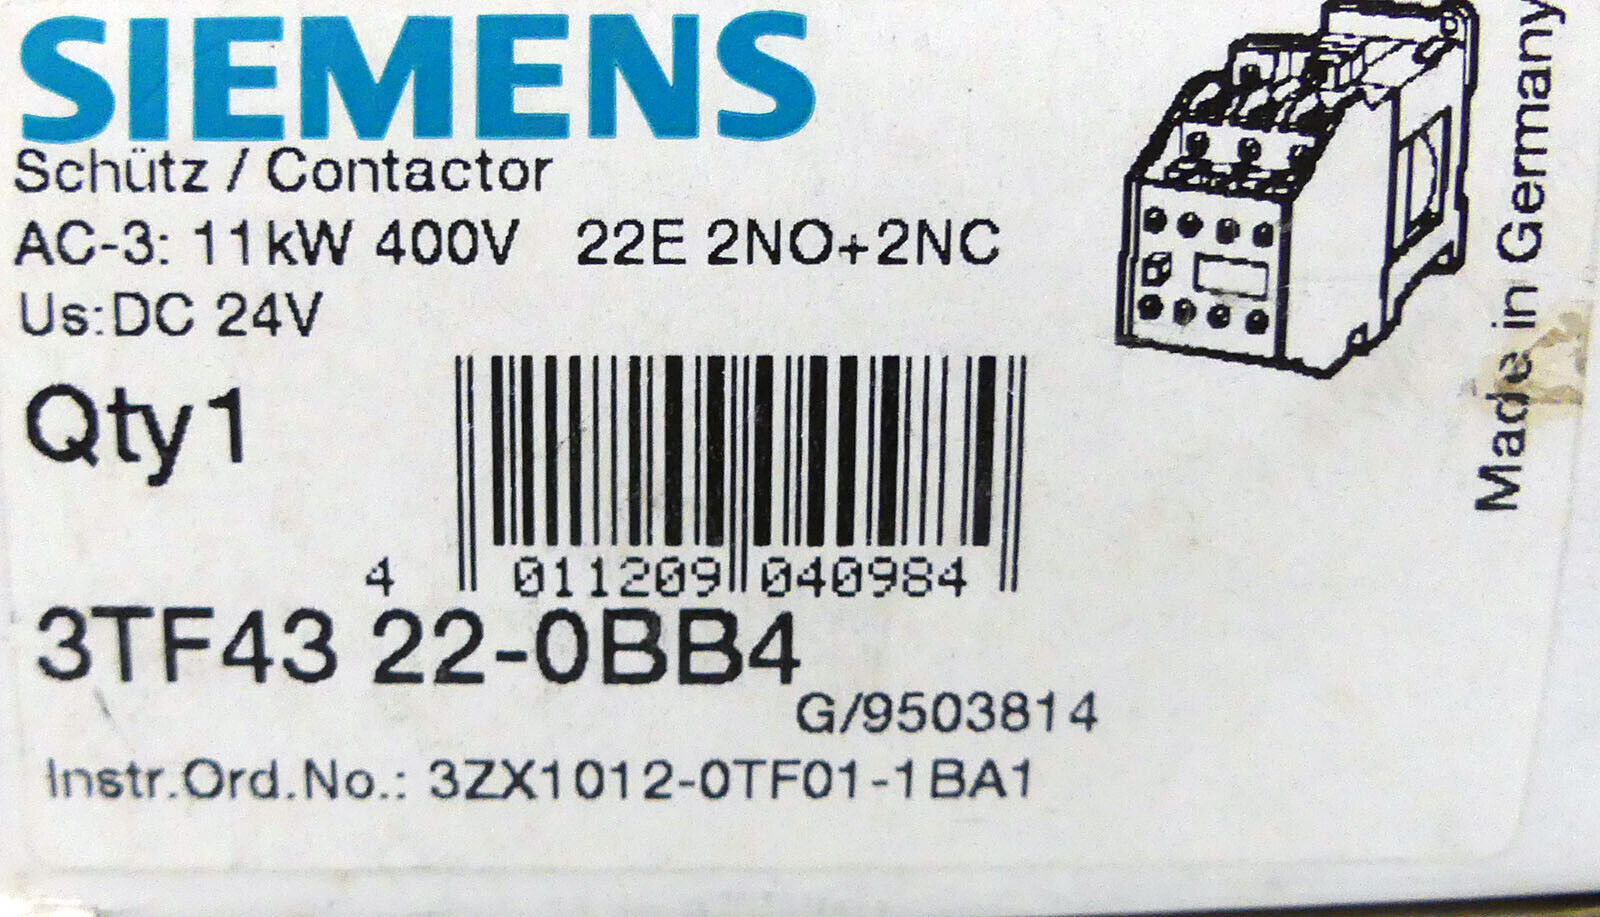 SIEMENS
Schütz / Contactor
AC-3: 11kW 400V 22E 2NO+2NC
Us:DC 24V
Qty1
4 011209 040984
3TF43 22-0BB4
G/9503814
Instr.Ord.No.: 3ZX1012-0TF01-1BA1
Made in Germany